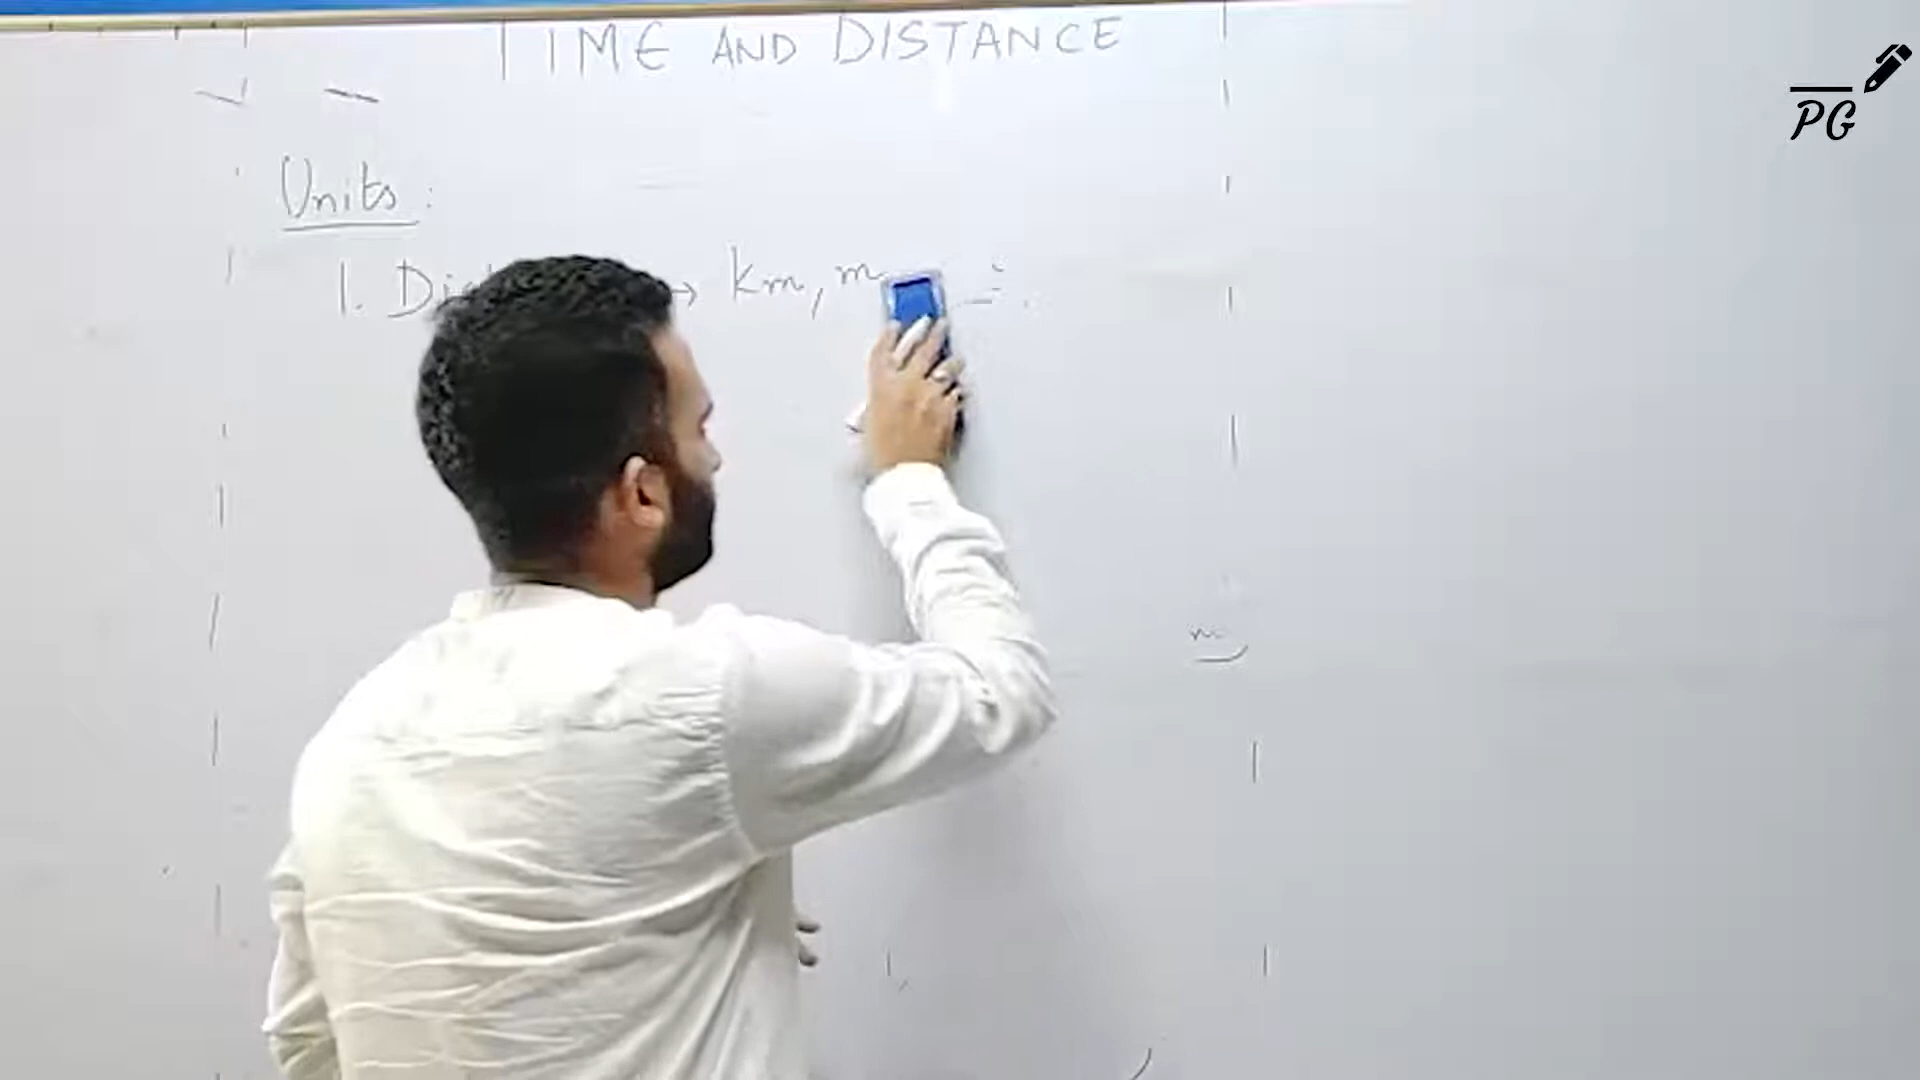 TIME AND DISTANCE
PG
Units :
1. Di → km, m